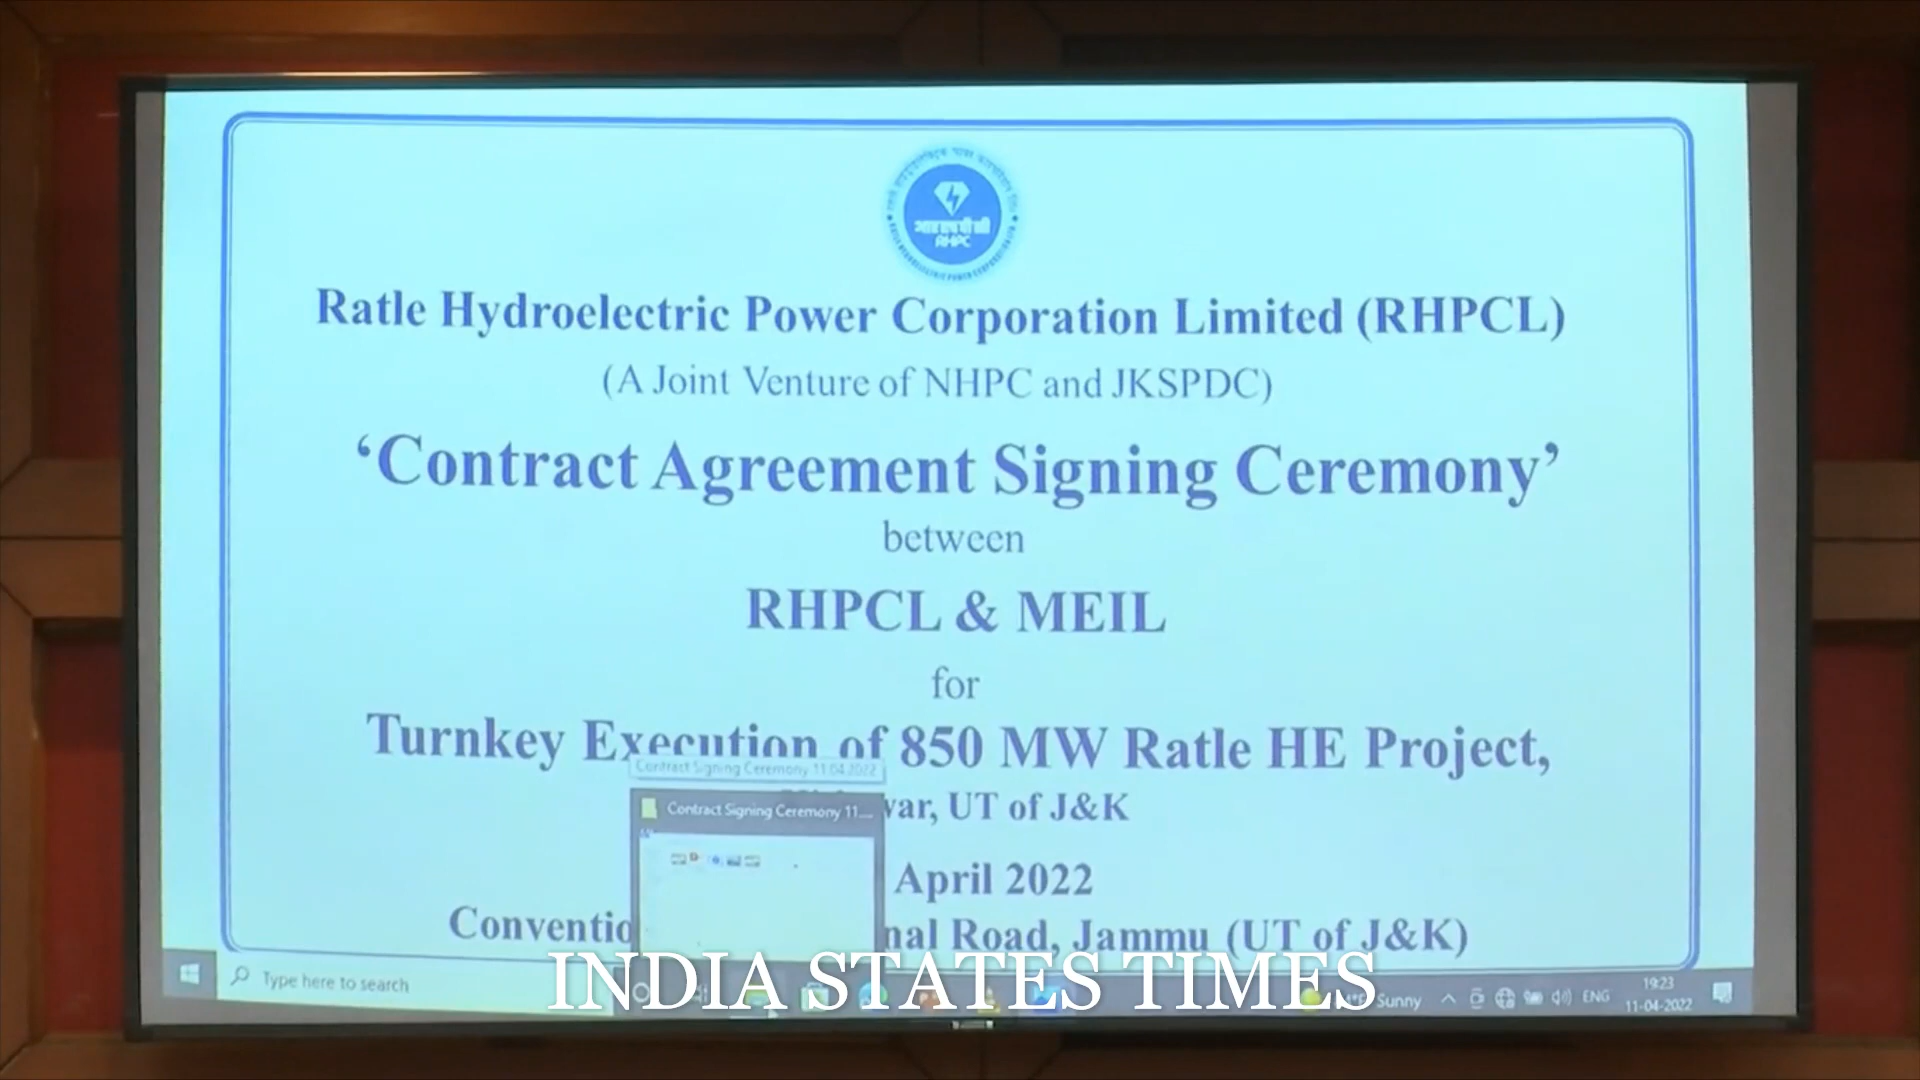 आर एच पी सी
RHPC
Ratle Hydroelectric Power Corporation Limited (RHPCL)
(A Joint Venture of NHPC and JKSPDC)
‘Contract Agreement Signing Ceremony’
between
RHPCL & MEIL
for
Turnkey Execution of 850 MW Ratle HE Project,
Contract Signing Ceremony 11.04.2022
Contract Signing Ceremony 11....
UT of J&K
April 2022
Road, Jammu (UT of J&K)
INDIA STATES TIMES
Type here to search
Sunny
ENG
19:23
11-04-2022